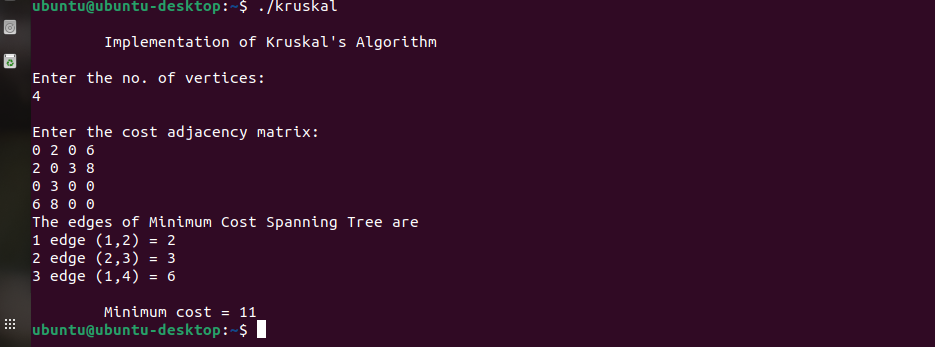 ubuntu@ubuntu-desktop:~$ ./kruskal
Implementation of Kruskal's Algorithm
Enter the no. of vertices:
4
Enter the cost adjacency matrix:
0 2 0 6
2 0 3 8
0 3 0 0
6 8 0 0
The edges of Minimum Cost Spanning Tree are
1 edge (1,2) = 2
2 edge (2,3) = 3
3 edge (1,4) = 6
Minimum cost = 11
ubuntu@ubuntu-desktop:~$